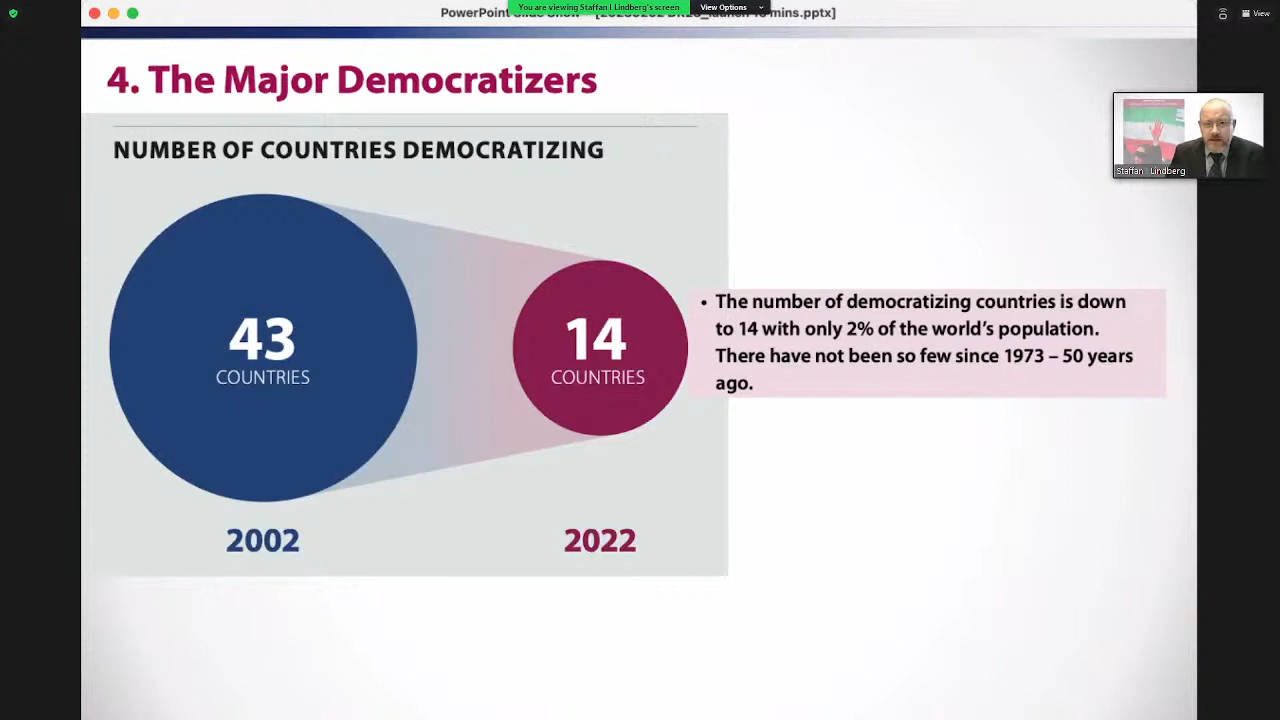 You are viewing Staffan I Lindberg's screen
View Options
View
4. The Major Democratizers
NUMBER OF COUNTRIES DEMOCRATIZING
43
COUNTRIES
14
COUNTRIES
2002
2022
• The number of democratizing countries is down
to 14 with only 2% of the world’s population.
There have not been so few since 1973 – 50 years
ago.
Staffan I Lindberg